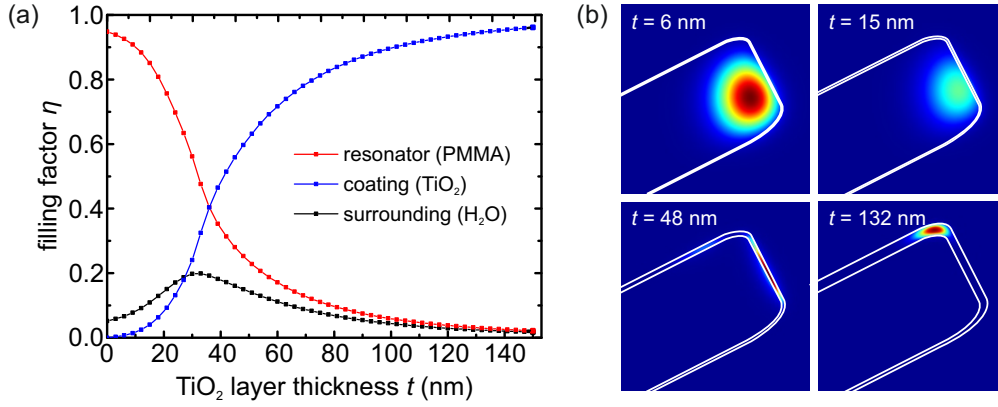 (a)
1.0
0.8
0.6
0.4
0.2
0.0
filling factor η
resonator (PMMA)
coating (TiO₂)
surrounding (H₂O)
0 20 40 60 80 100 120 140
TiO₂ layer thickness t (nm)
(b)
t = 6 nm
t = 15 nm
t = 48 nm
t = 132 nm